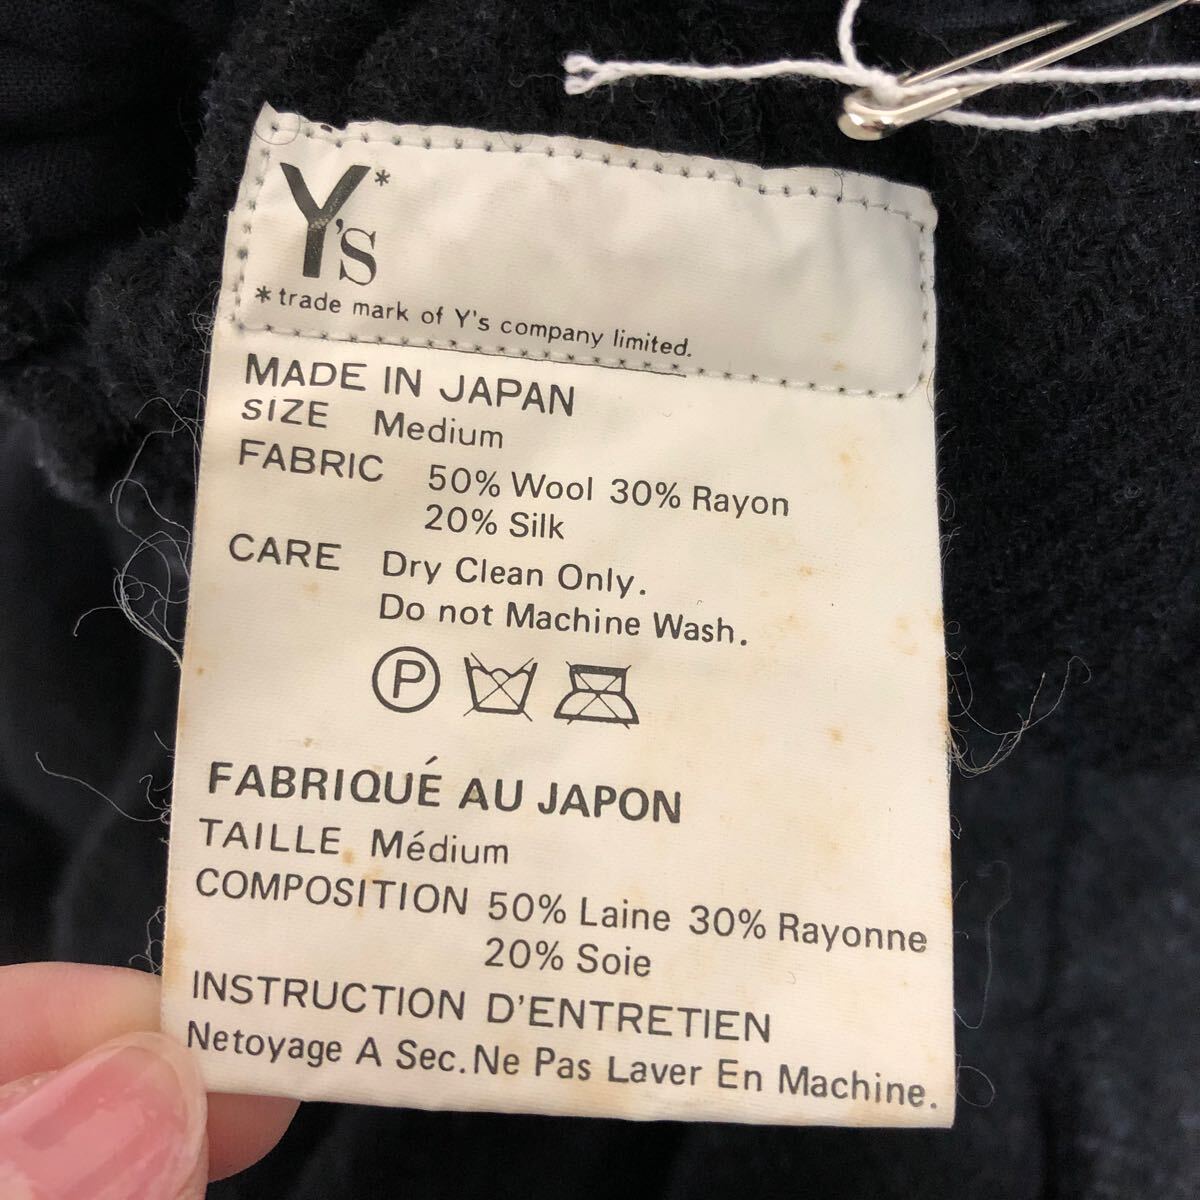 Y's*
*trade mark of Y's company limited.
MADE IN JAPAN
SIZE Medium
FABRIC 50% Wool 30% Rayon
20% Silk
CARE Dry Clean Only.
Do not Machine Wash.
P
FABRIQUÉ AU JAPON
TAILLE Médium
COMPOSITION 50% Laine 30% Rayonne
20% Soie
INSTRUCTION D'ENTRETIEN
Netoyage A Sec. Ne Pas Laver En Machine.